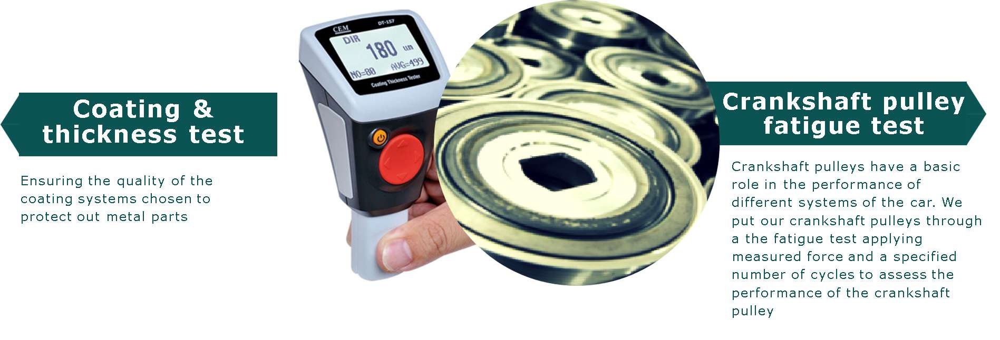 Coating &
thickness test
Ensuring the quality of the
coating systems chosen to
protect out metal parts
CEM
DT-157
DIR
180 um
NO=00 AVG=499
Coating Thickness Tester
Crankshaft pulley
fatigue test
Crankshaft pulleys have a basic
role in the performance of
different systems of the car. We
put our crankshaft pulleys through
a the fatigue test applying
measured force and a specified
number of cycles to assess the
performance of the crankshaft
pulley